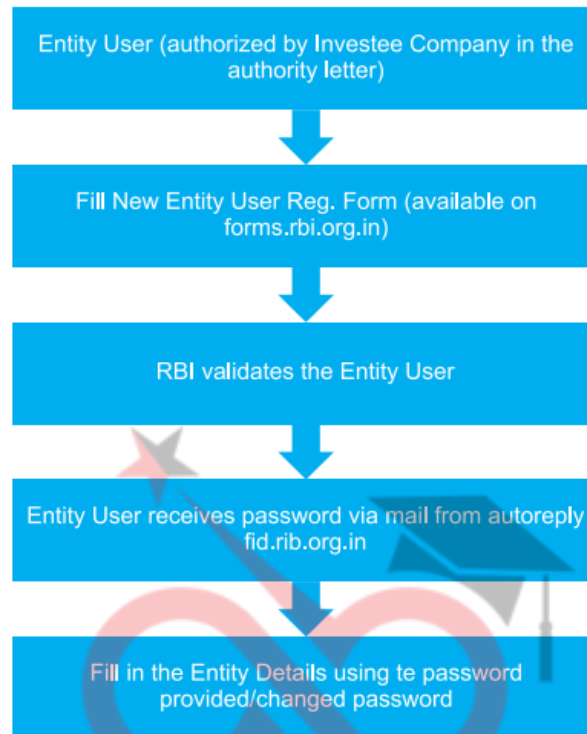 Entity User (authorized by Investee Company in the
authority letter)
Fill New Entity User Reg. Form (available on
forms.rbi.org.in)
RBI validates the Entity User
Entity User receives password via mail from autoreply
fid.rib.org.in
Fill in the Entity Details using te password
provided/changed password